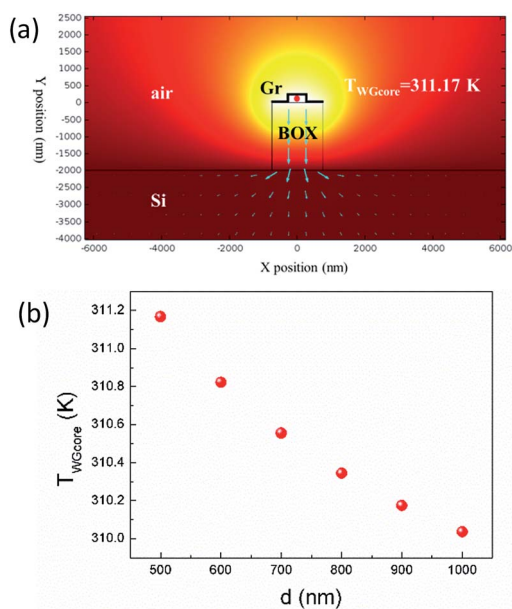 (a)
Y position (nm)
2500
2000
1500
1000
500
0
-500
-1000
-1500
-2000
-2500
-3000
-3500
-4000
air
Gr
T_WGcore=311.17 K
BOX
Si
-6000 -4000 -2000 0 2000 4000 6000
X position (nm)
(b)
T_WGcore (K)
311.2
311.0
310.8
310.6
310.4
310.2
310.0
500 600 700 800 900 1000
d (nm)